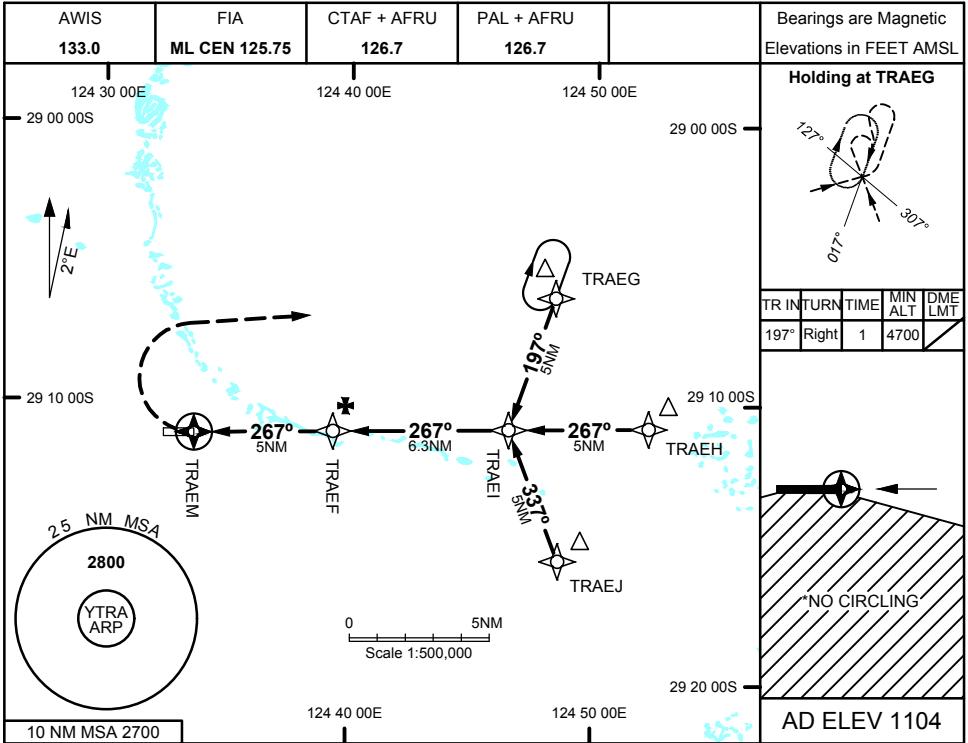 AWIS
133.0
FIA
ML CEN 125.75
CTAF + AFRU
126.7
PAL + AFRU
126.7
Bearings are Magnetic
Elevations in FEET AMSL
124 30 00E
124 40 00E
124 50 00E
29 00 00S
29 00 00S
Holding at TRAEG
127°
307°
017°
2°E
TRAEG
197°
5NM
TR IN TURN TIME MIN ALT DME LMT
197° Right 1 4700
29 10 00S
29 10 00S
267°
5NM
267°
6.3NM
267°
5NM
TRAEM
TRAEF
TRAEI
TRAEH
337°
5NM
TRAEJ
25 NM MSA
2800
YTRA
ARP
0 5NM
Scale 1:500,000
*NO CIRCLING
29 20 00S
124 40 00E
124 50 00E
10 NM MSA 2700
AD ELEV 1104